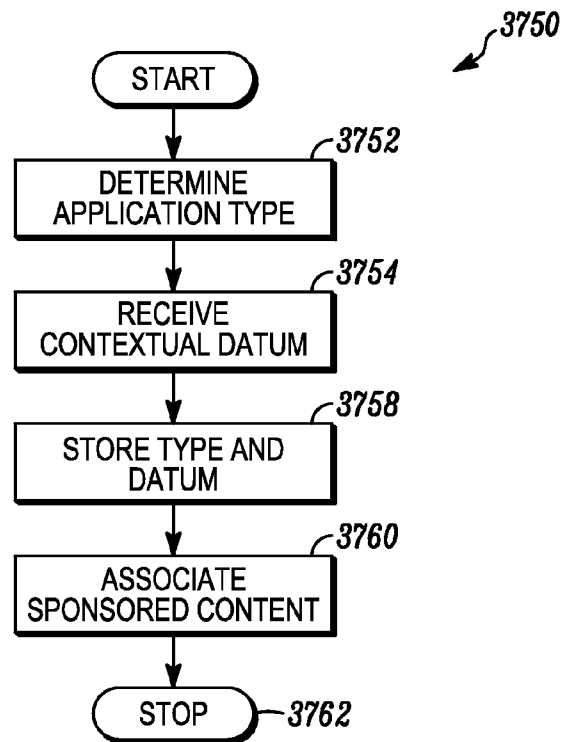 3750
START
3752
DETERMINE
APPLICATION TYPE
3754
RECEIVE
CONTEXTUAL DATUM
3758
STORE TYPE AND
DATUM
3760
ASSOCIATE
SPONSORED CONTENT
STOP 3762